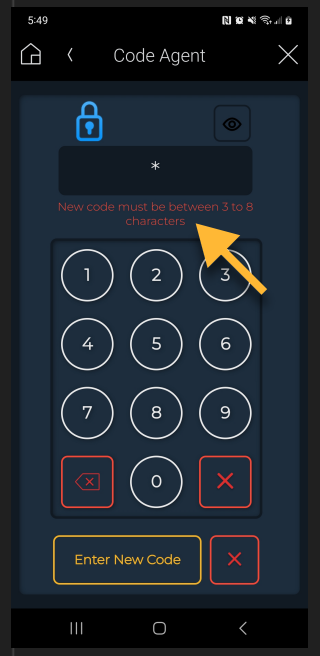 5:49
Code Agent
*
New code must be between 3 to 8
characters
1 2 3
4 5 6
7 8 9
0
Enter New Code